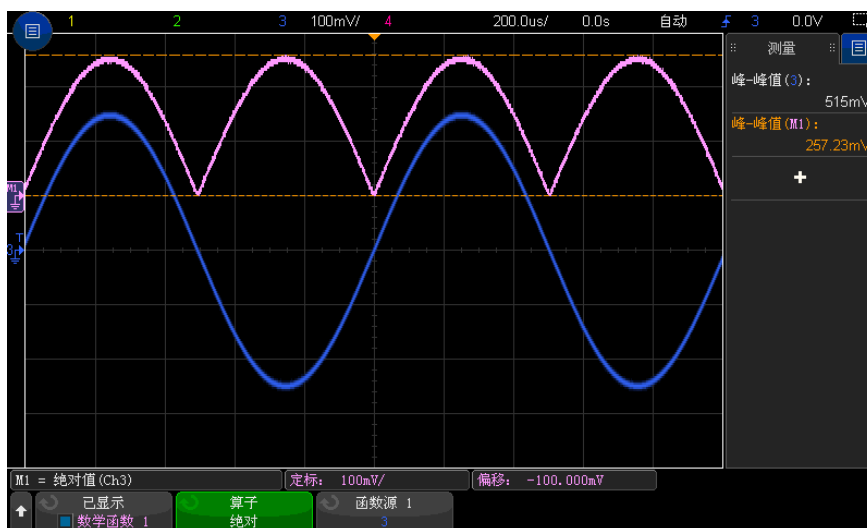 1 2 3 100mV/ 4 200.0us/ 0.0s 自动 3 0.0V
测量
峰-峰值(3):
515mV
峰-峰值(M1):
257.23mV
+
M1
T
3
M1 = 绝对值(Ch3) 定标: 100mV/ 偏移: -100.000mV
已显示 算子 函数源 1
数学函数 1 绝对 3